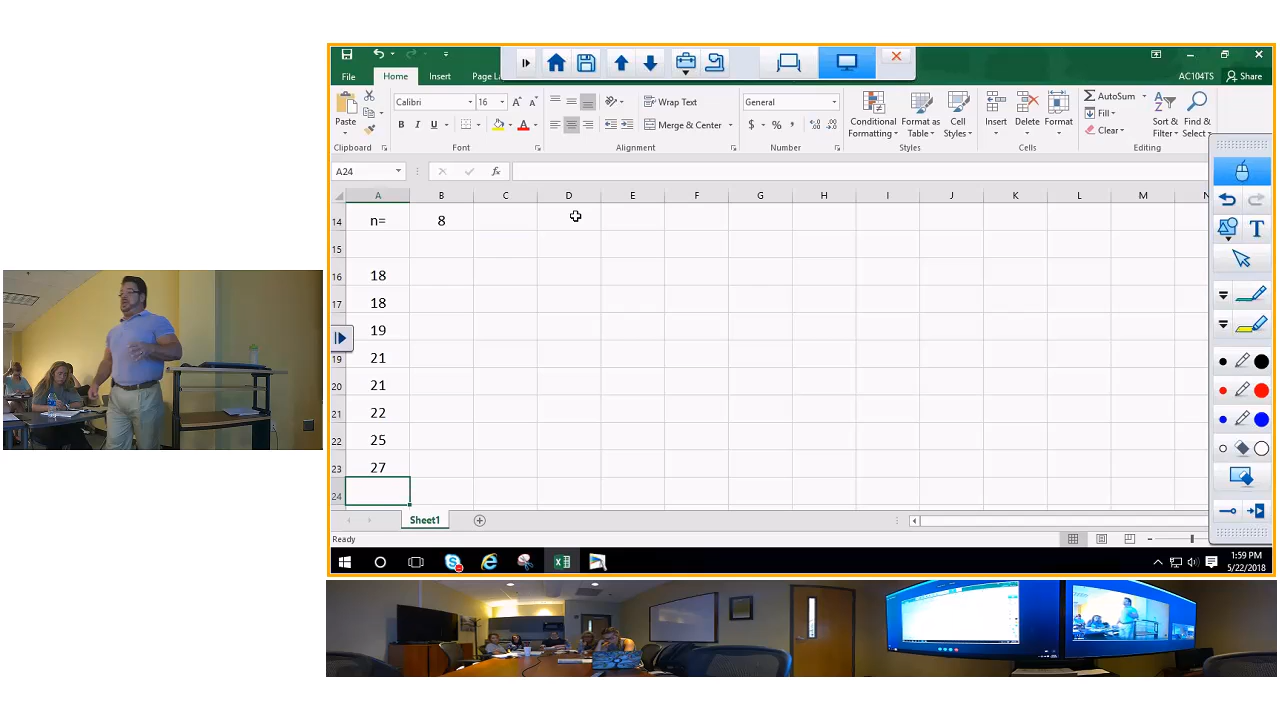 AC104TS Share
File Home Insert Page La
Calibri 16 A A Wrap Text General AutoSum
Paste B I U A Merge & Center $ % , Conditional Formatting Format as Table Cell Styles Insert Delete Format Fill Clear Sort & Filter Find & Select
Clipboard Font Alignment Number Styles Cells Editing
A24 fx
A B C D E F G H I J K L M N
14 n= 8
15
16 18
17 18
19
19 21
20 21
21 22
22 25
23 27
24
Sheet1
Ready
1:59 PM
5/22/2018
T